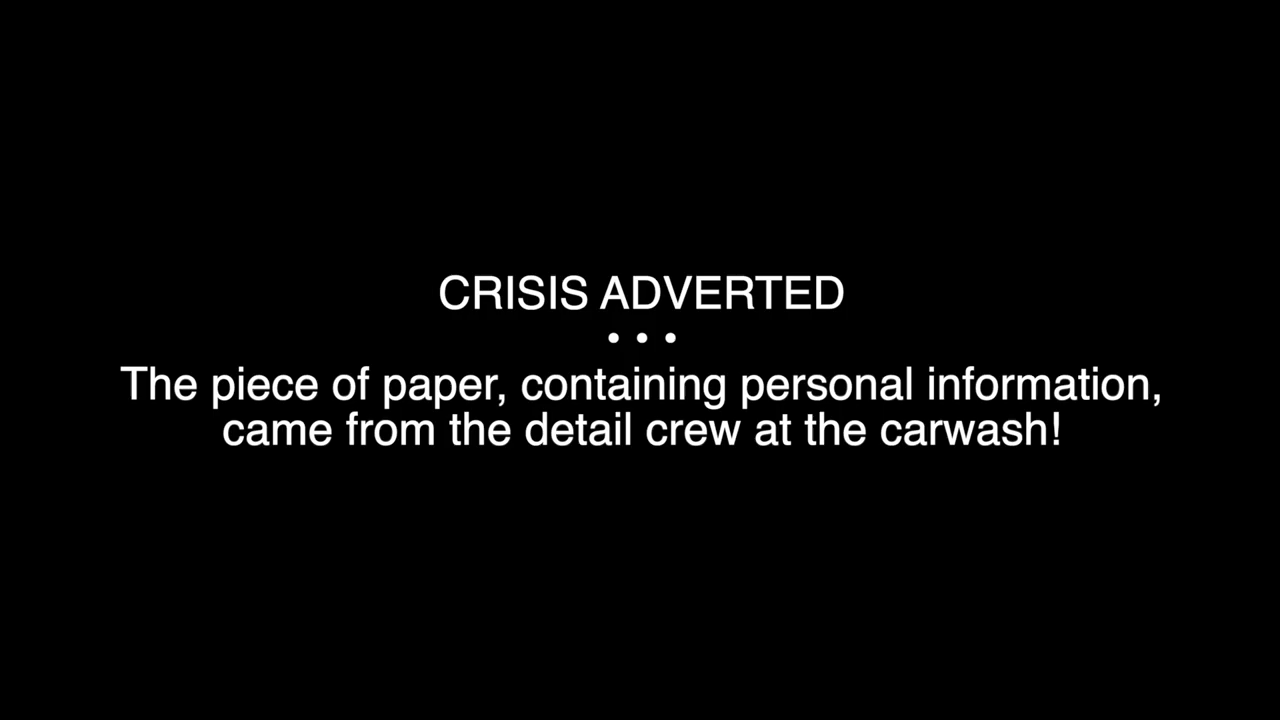 CRISIS ADVERTED
• • •
The piece of paper, containing personal information,
came from the detail crew at the carwash!